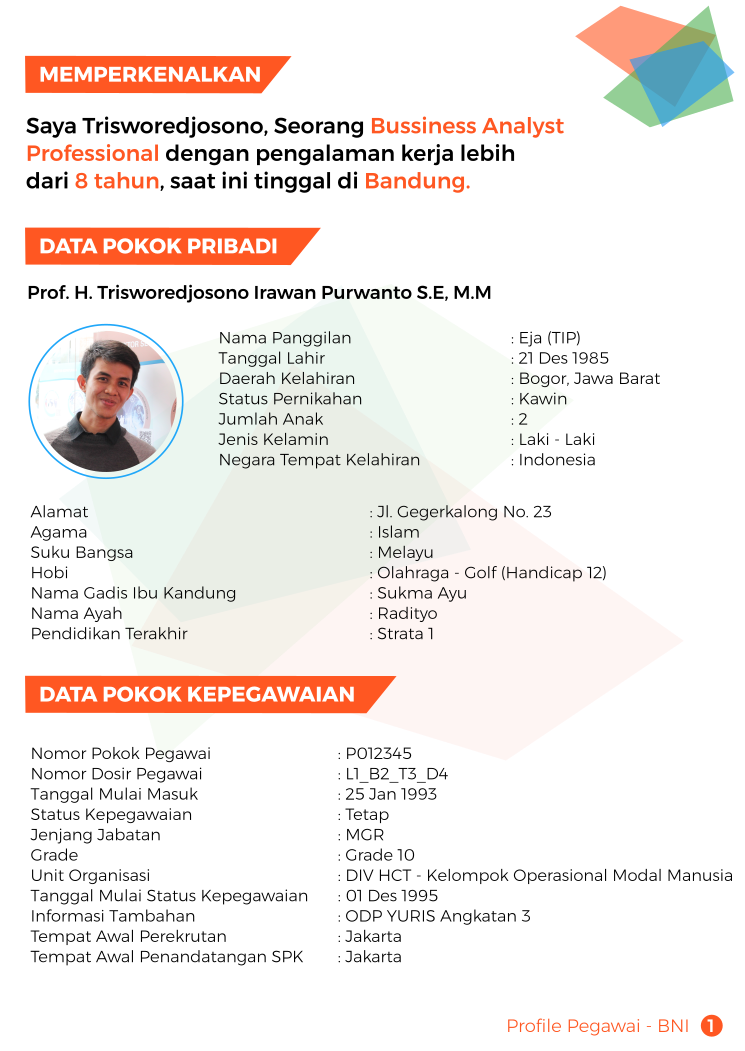 MEMPERKENALKAN
Saya Trisworedjosono, Seorang Bussiness Analyst
Professional dengan pengalaman kerja lebih
dari 8 tahun, saat ini tinggal di Bandung.
DATA POKOK PRIBADI
Prof. H. Trisworedjosono Irawan Purwanto S.E, M.M
Nama Panggilan : Eja (TIP)
Tanggal Lahir : 21 Des 1985
Daerah Kelahiran : Bogor, Jawa Barat
Status Pernikahan : Kawin
Jumlah Anak : 2
Jenis Kelamin : Laki - Laki
Negara Tempat Kelahiran : Indonesia
Alamat : Jl. Gegerkalong No. 23
Agama : Islam
Suku Bangsa : Melayu
Hobi : Olahraga - Golf (Handicap 12)
Nama Gadis Ibu Kandung : Sukma Ayu
Nama Ayah : Radityo
Pendidikan Terakhir : Strata 1
DATA POKOK KEPEGAWAIAN
Nomor Pokok Pegawai : P012345
Nomor Dosir Pegawai : L1_B2_T3_D4
Tanggal Mulai Masuk : 25 Jan 1993
Status Kepegawaian : Tetap
Jenjang Jabatan : MGR
Grade : Grade 10
Unit Organisasi : DIV HCT - Kelompok Operasional Modal Manusia
Tanggal Mulai Status Kepegawaian : 01 Des 1995
Informasi Tambahan : ODP YURIS Angkatan 3
Tempat Awal Perekrutan : Jakarta
Tempat Awal Penandatangan SPK : Jakarta
Profile Pegawai - BNI 1